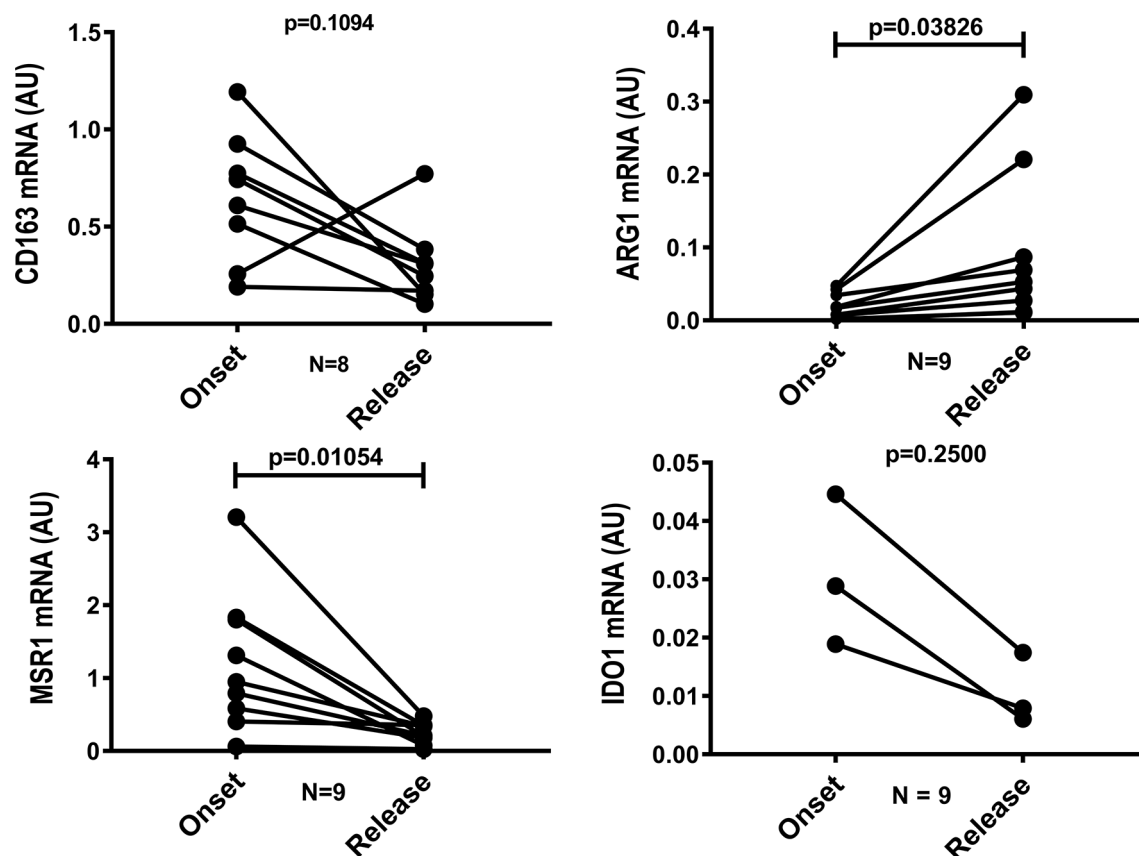 p=0.1094
CD163 mRNA (AU)
1.5
1.0
0.5
0.0
Onset
N=8
Release
p=0.03826
ARG1 mRNA (AU)
0.4
0.3
0.2
0.1
0.0
Onset
N=9
Release
p=0.01054
MSR1 mRNA (AU)
4
3
2
1
0
Onset
N=9
Release
p=0.2500
IDO1 mRNA (AU)
0.05
0.04
0.03
0.02
0.01
0.00
Onset
N = 9
Release